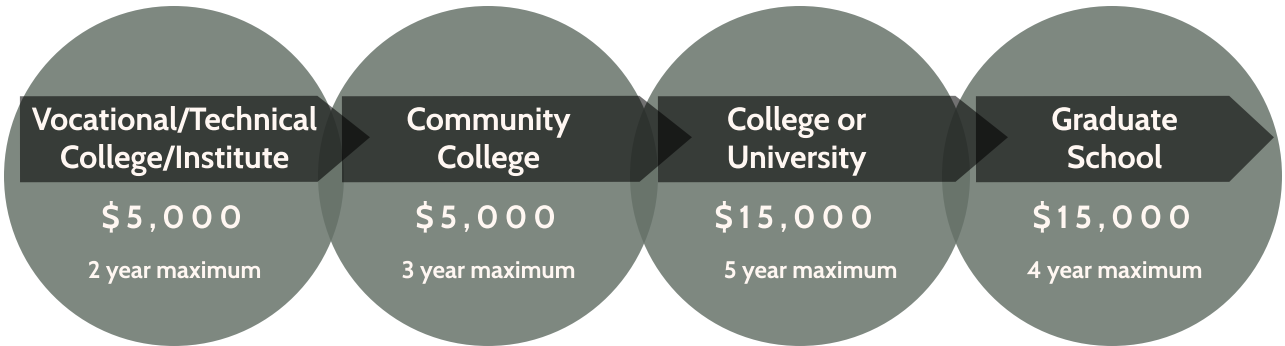 Vocational/Technical
College/Institute
$5,000
2 year maximum
Community
College
$5,000
3 year maximum
College or
University
$15,000
5 year maximum
Graduate
School
$15,000
4 year maximum